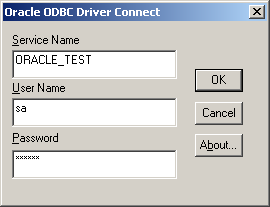 Oracle ODBC Driver Connect
Service Name
ORACLE_TEST
OK
User Name
sa
Cancel
Password
******
About...